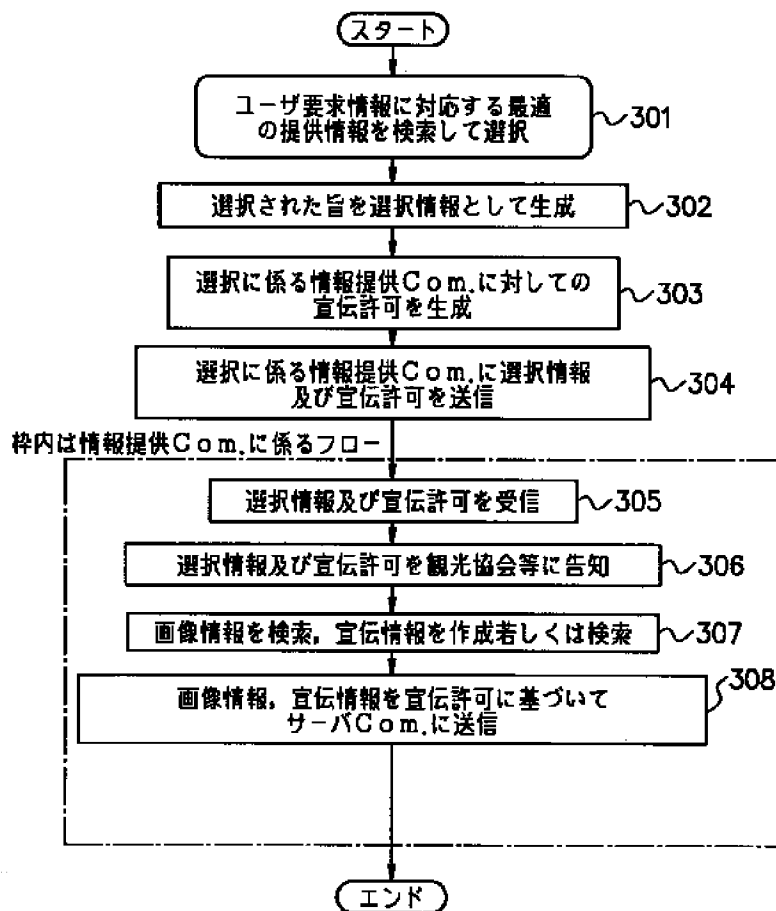 スタート
ユーザ要求情報に対応する最適
の提供情報を検索して選択
301
選択された旨を選択情報として生成
302
選択に係る情報提供Com.に対しての
宣伝許可を生成
303
選択に係る情報提供Com.に選択情報
及び宣伝許可を送信
304
枠内は情報提供Com.に係るフロー
選択情報及び宣伝許可を受信
305
選択情報及び宣伝許可を観光協会等に告知
306
画像情報を検索，宣伝情報を作成若しくは検索
307
画像情報，宣伝情報を宣伝許可に基づいて
サーバCom.に送信
308
エンド